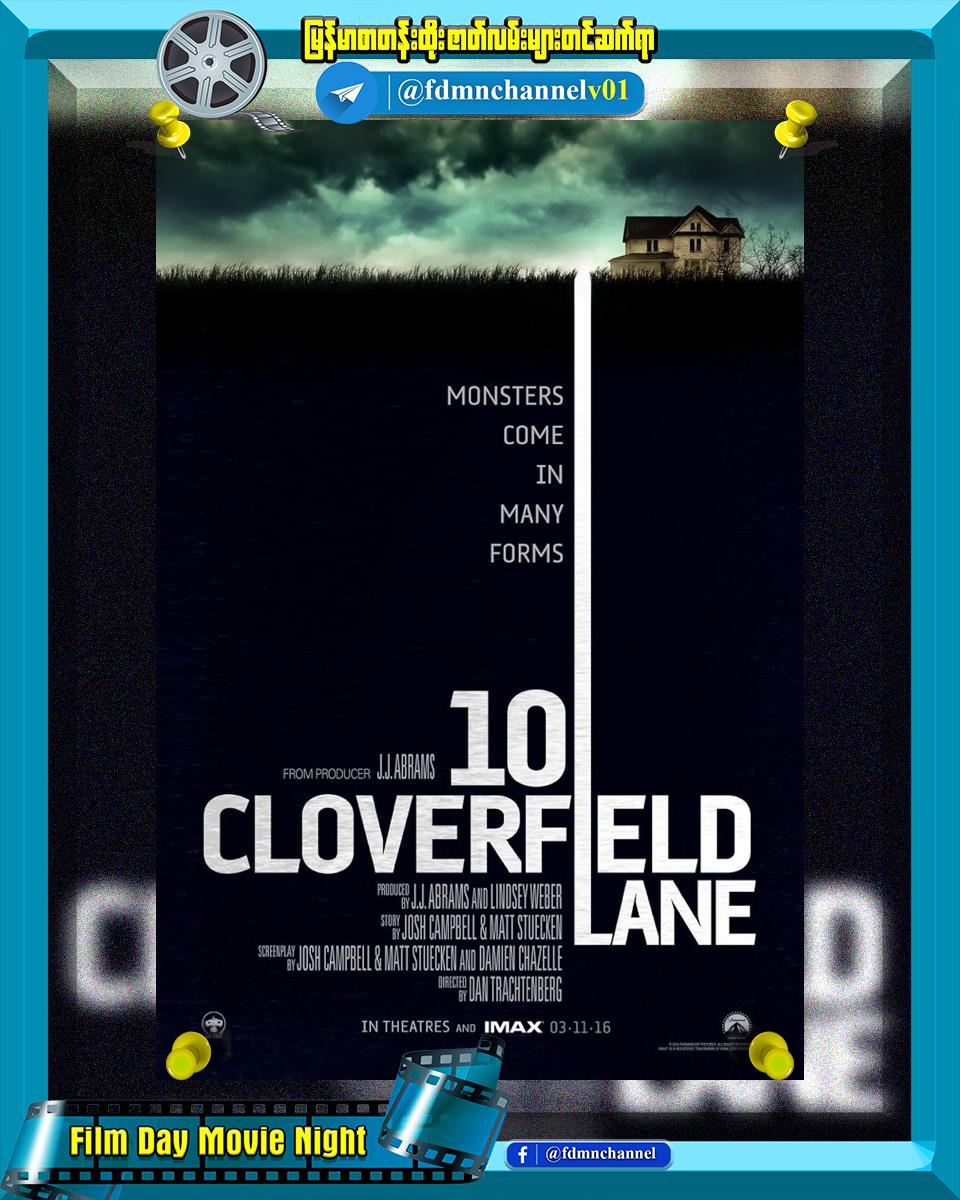 မြန်မာစာတန်းထိုးဇာတ်လမ်းများတင်ဆက်ရာ
@fdmnchannelv01
MONSTERS
COME
IN
MANY
FORMS
FROM PRODUCER J.J. ABRAMS
10
CLOVERFIELD
LANE
PRODUCED BY J.J. ABRAMS AND LINDSEY WEBER
STORY BY JOSH CAMPBELL & MATT STUECKEN
SCREENPLAY BY JOSH CAMPBELL & MATT STUECKEN AND DAMIEN CHAZELLE
DIRECTED BY DAN TRACHTENBERG
IN THEATRES AND IMAX 03·11·16
Film Day Movie Night
@fdmnchannel